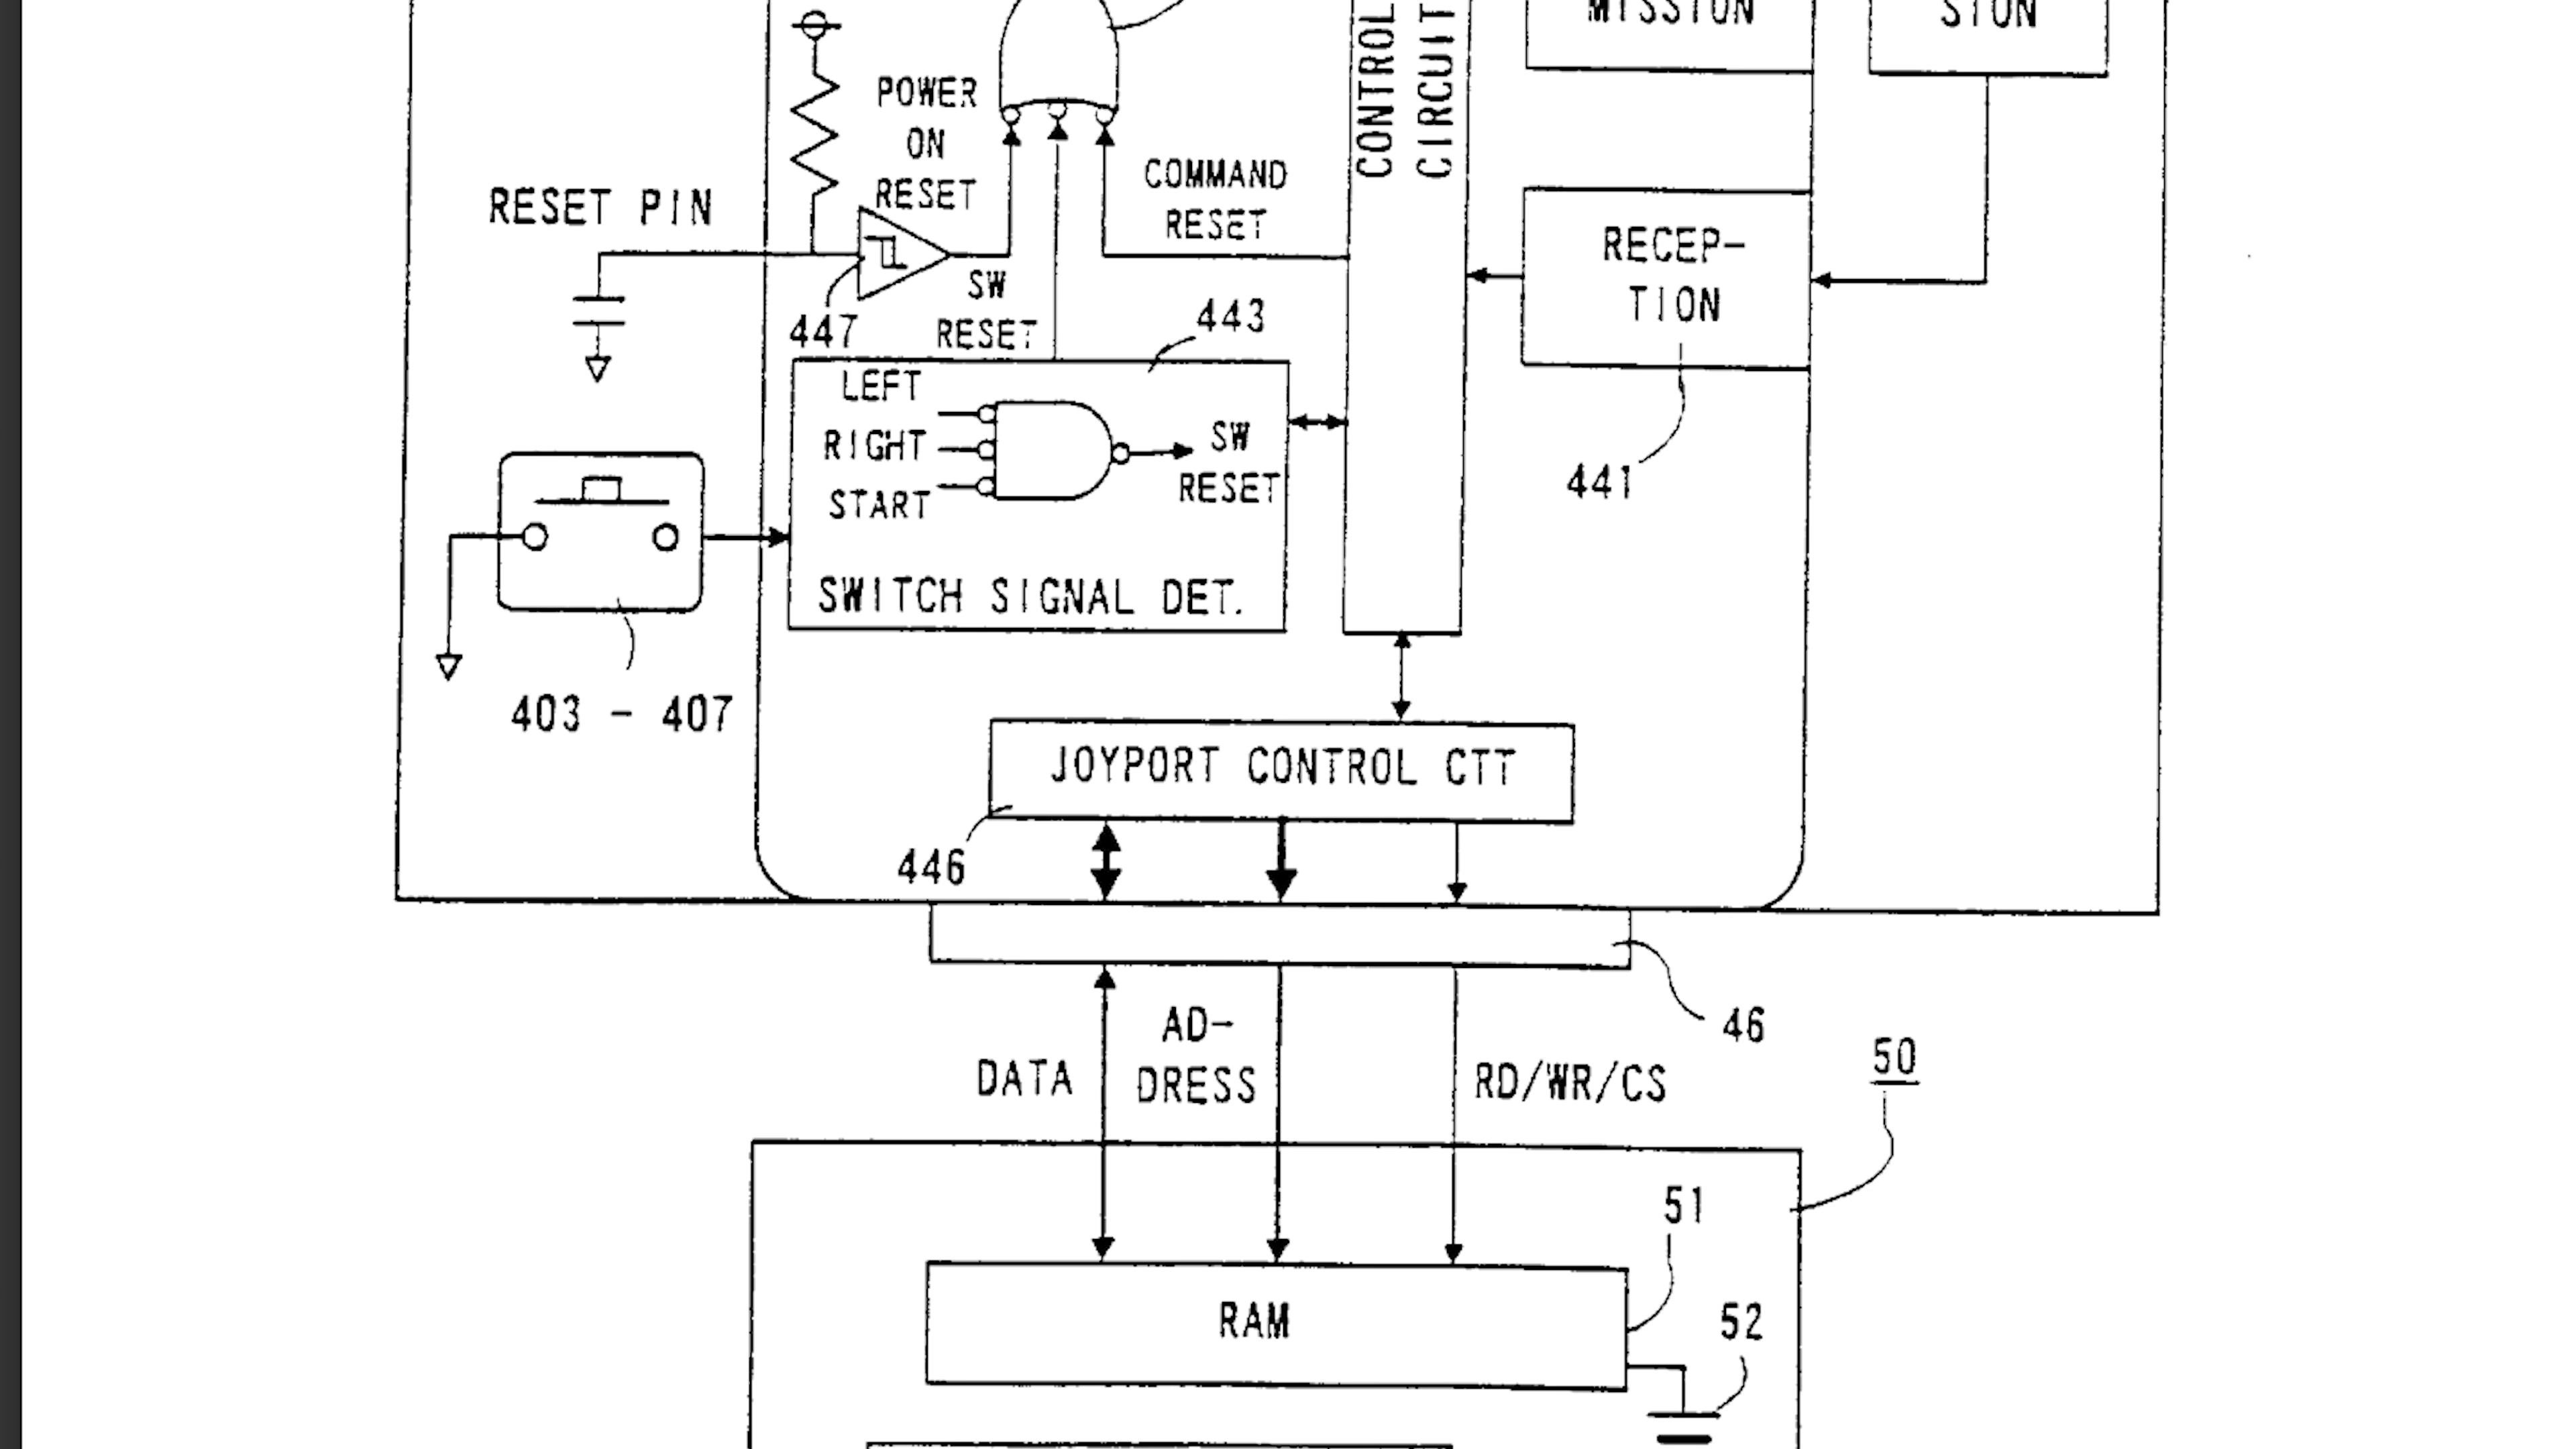 MISSION
SION
CONTROL
CIRCUIT
POWER
ON
RESET
RESET PIN
COMMAND
RESET
RECEP-
TION
447
SW
RESET
443
441
LEFT
RIGHT
START
SW
RESET
SWITCH SIGNAL DET.
403 - 407
JOYPORT CONTROL CTT
446
46
DATA
AD-
DRESS
RD/WR/CS
50
51
RAM
52